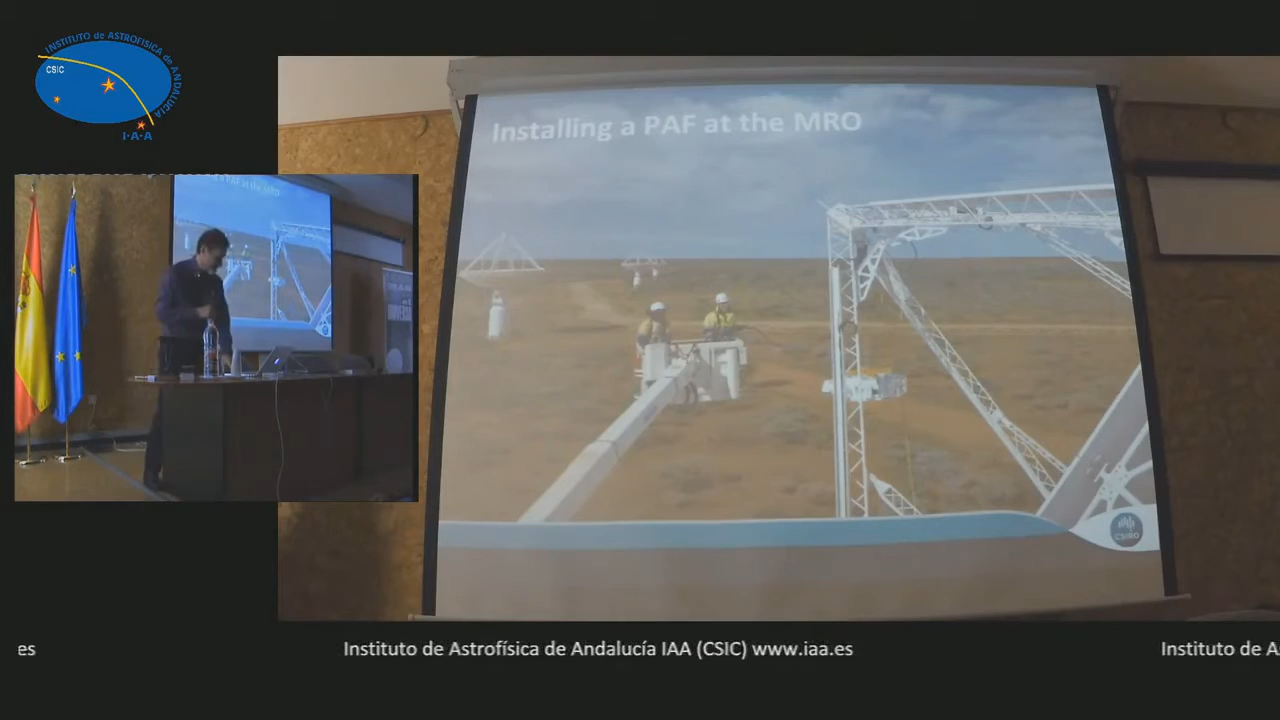 INSTITUTO de ASTROFISICA de ANDALUCIA
CSIC
I·A·A
Installing a PAF at the MRO
CSIRO
es
Instituto de Astrofísica de Andalucía IAA (CSIC) www.iaa.es
Instituto de A